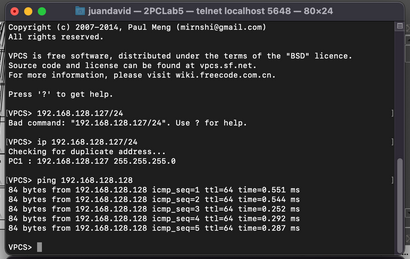 juandavid — 2PCLab5 — telnet localhost 5648 — 80×24
Copyright (c) 2007-2014, Paul Meng (mirnshi@gmail.com)
All rights reserved.
VPCS is free software, distributed under the terms of the "BSD" licence.
Source code and license can be found at vpcs.sf.net.
For more information, please visit wiki.freecode.com.cn.
Press '?' to get help.
[VPCS> 192.168.128.127/24 ]
Bad command: "192.168.128.127/24". Use ? for help.
[VPCS> ip 192.168.128.127/24 ]
Checking for duplicate address...
PC1 : 192.168.128.127 255.255.255.0
[VPCS> ping 192.168.128.128 ]
84 bytes from 192.168.128.128 icmp_seq=1 ttl=64 time=0.551 ms
84 bytes from 192.168.128.128 icmp_seq=2 ttl=64 time=0.544 ms
84 bytes from 192.168.128.128 icmp_seq=3 ttl=64 time=0.252 ms
84 bytes from 192.168.128.128 icmp_seq=4 ttl=64 time=0.292 ms
84 bytes from 192.168.128.128 icmp_seq=5 ttl=64 time=0.287 ms
VPCS>